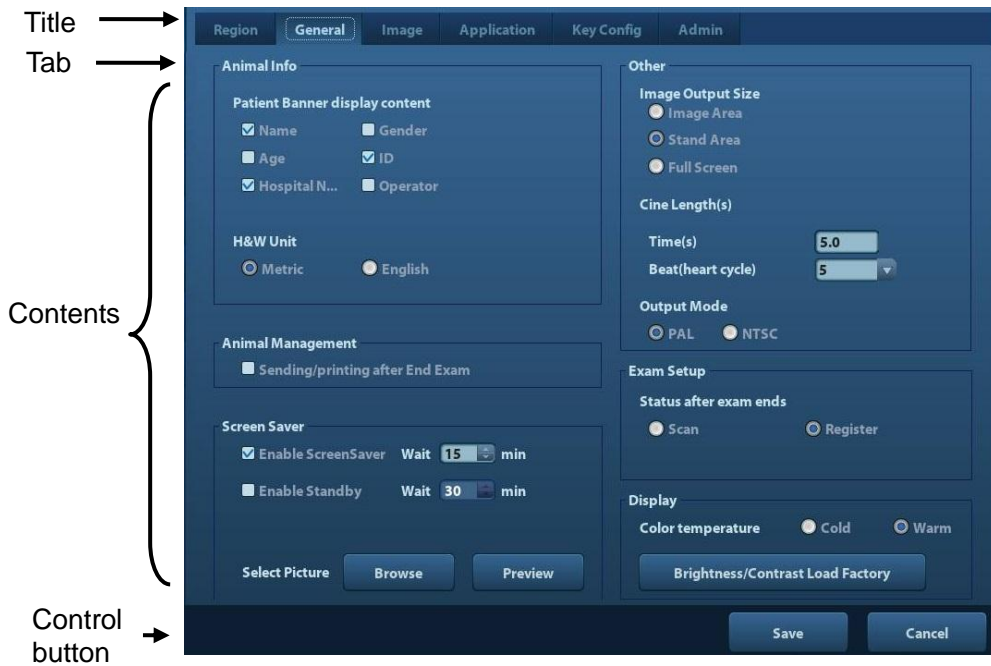 Title
Tab
Contents
Control
button
Region General Image Application Key Config Admin
Animal Info
Patient Banner display content
Name Gender
Age ID
Hospital N... Operator
H&W Unit
Metric English
Animal Management
Sending/printing after End Exam
Screen Saver
Enable ScreenSaver Wait 15 min
Enable Standby Wait 30 min
Select Picture Browse Preview
Other
Image Output Size
Image Area
Stand Area
Full Screen
Cine Length(s)
Time(s) 5.0
Beat(heart cycle) 5
Output Mode
PAL NTSC
Exam Setup
Status after exam ends
Scan Register
Display
Color temperature Cold Warm
Brightness/Contrast Load Factory
Save Cancel